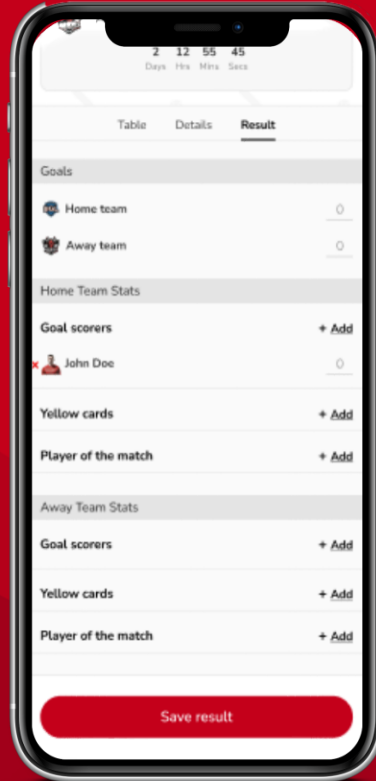 2 12 55 45
Days Hrs Mins Secs
Table Details Result
Goals
Home team 0
Away team 0
Home Team Stats
Goal scorers + Add
John Doe 0
Yellow cards + Add
Player of the match + Add
Away Team Stats
Goal scorers + Add
Yellow cards + Add
Player of the match + Add
Save result